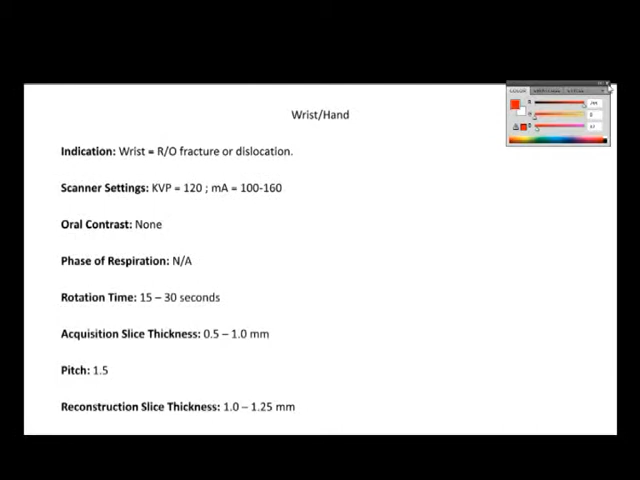 Wrist/Hand
COLOR
Indication: Wrist = R/O fracture or dislocation.
Scanner Settings: KVP = 120 ; mA = 100-160
Oral Contrast: None
Phase of Respiration: N/A
Rotation Time: 15 – 30 seconds
Acquisition Slice Thickness: 0.5 – 1.0 mm
Pitch: 1.5
Reconstruction Slice Thickness: 1.0 – 1.25 mm